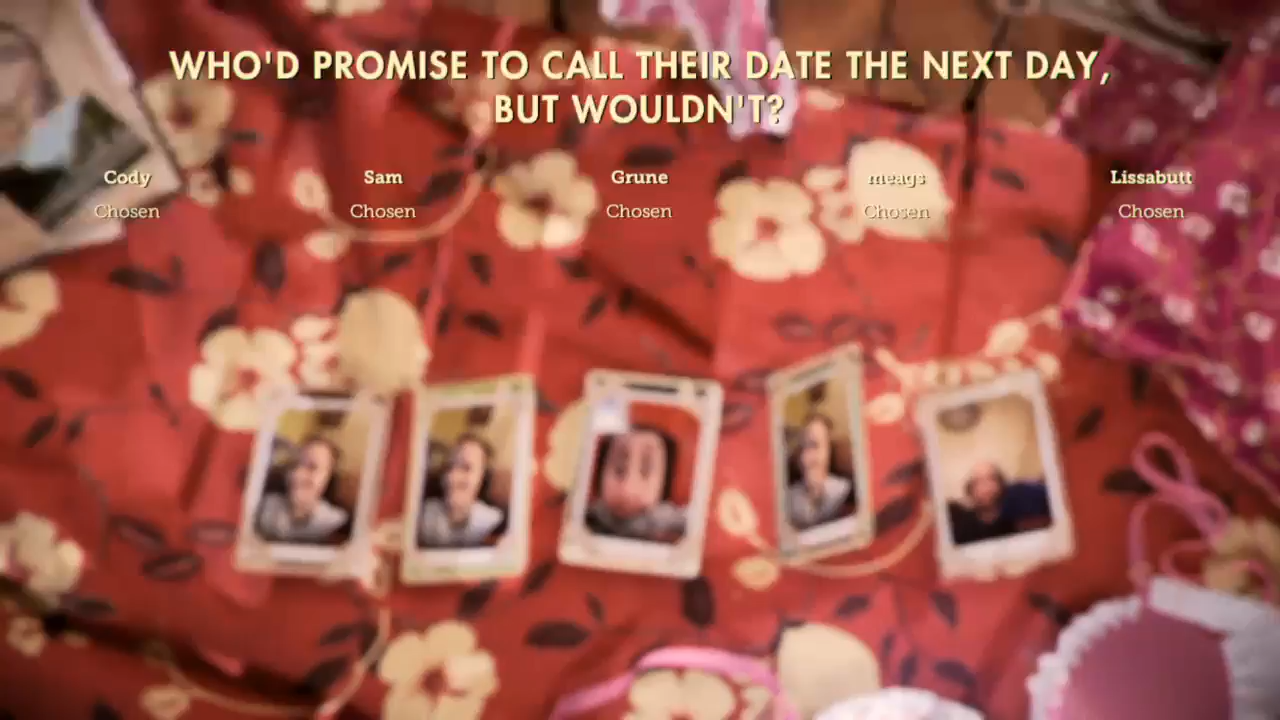 WHO'D PROMISE TO CALL THEIR DATE THE NEXT DAY,
BUT WOULDN'T?
Cody Sam Grune meags Lissabutt
Chosen Chosen Chosen Chosen Chosen